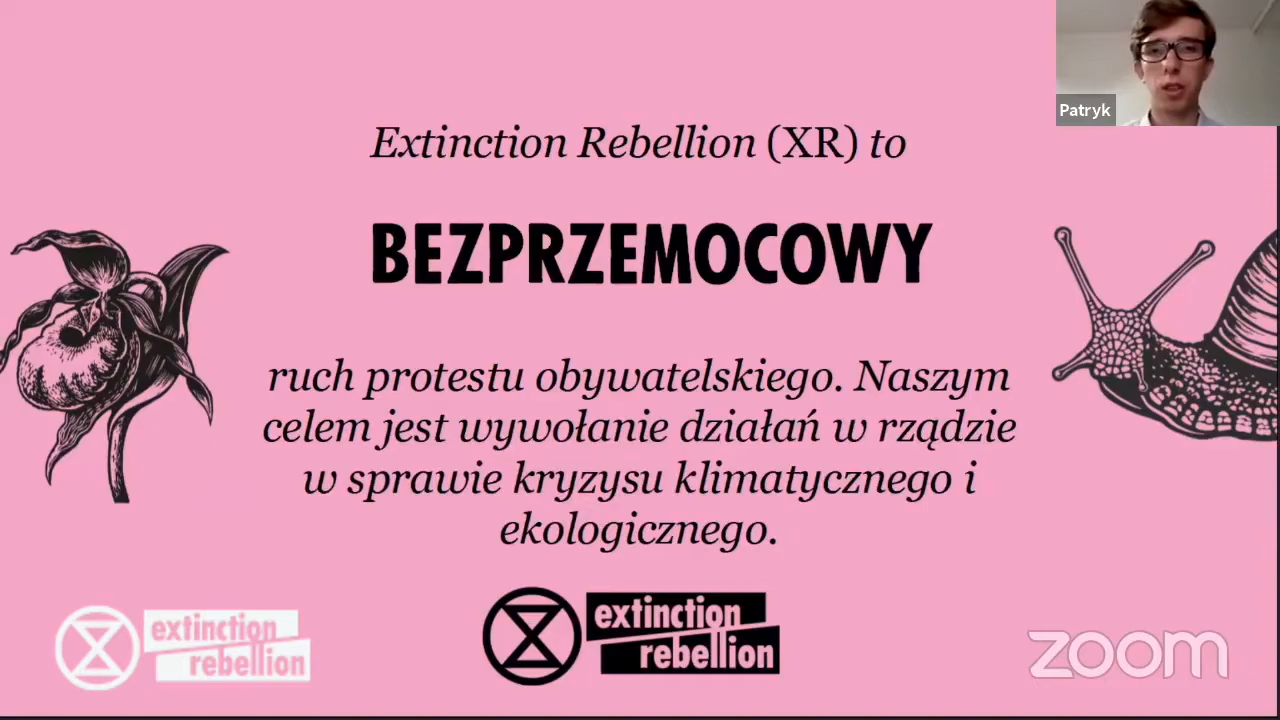 Patryk
Extinction Rebellion (XR) to
BEZPRZEMOCOWY
ruch protestu obywatelskiego. Naszym
celem jest wywołanie działań w rządzie
w sprawie kryzysu klimatycznego i
ekologicznego.
extinction
rebellion
extinction
rebellion
zoom